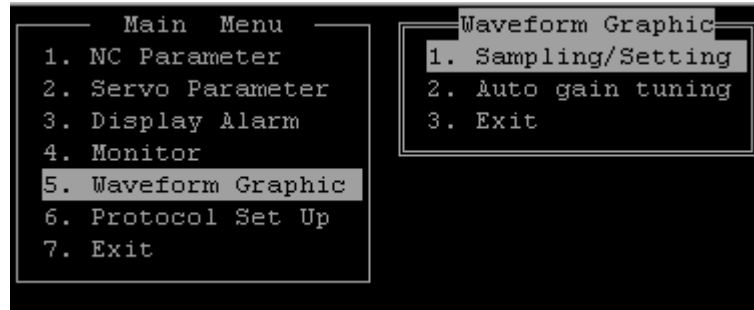 Main Menu
1. NC Parameter
2. Servo Parameter
3. Display Alarm
4. Monitor
5. Waveform Graphic
6. Protocol Set Up
7. Exit
Waveform Graphic
1. Sampling/Setting
2. Auto gain tuning
3. Exit